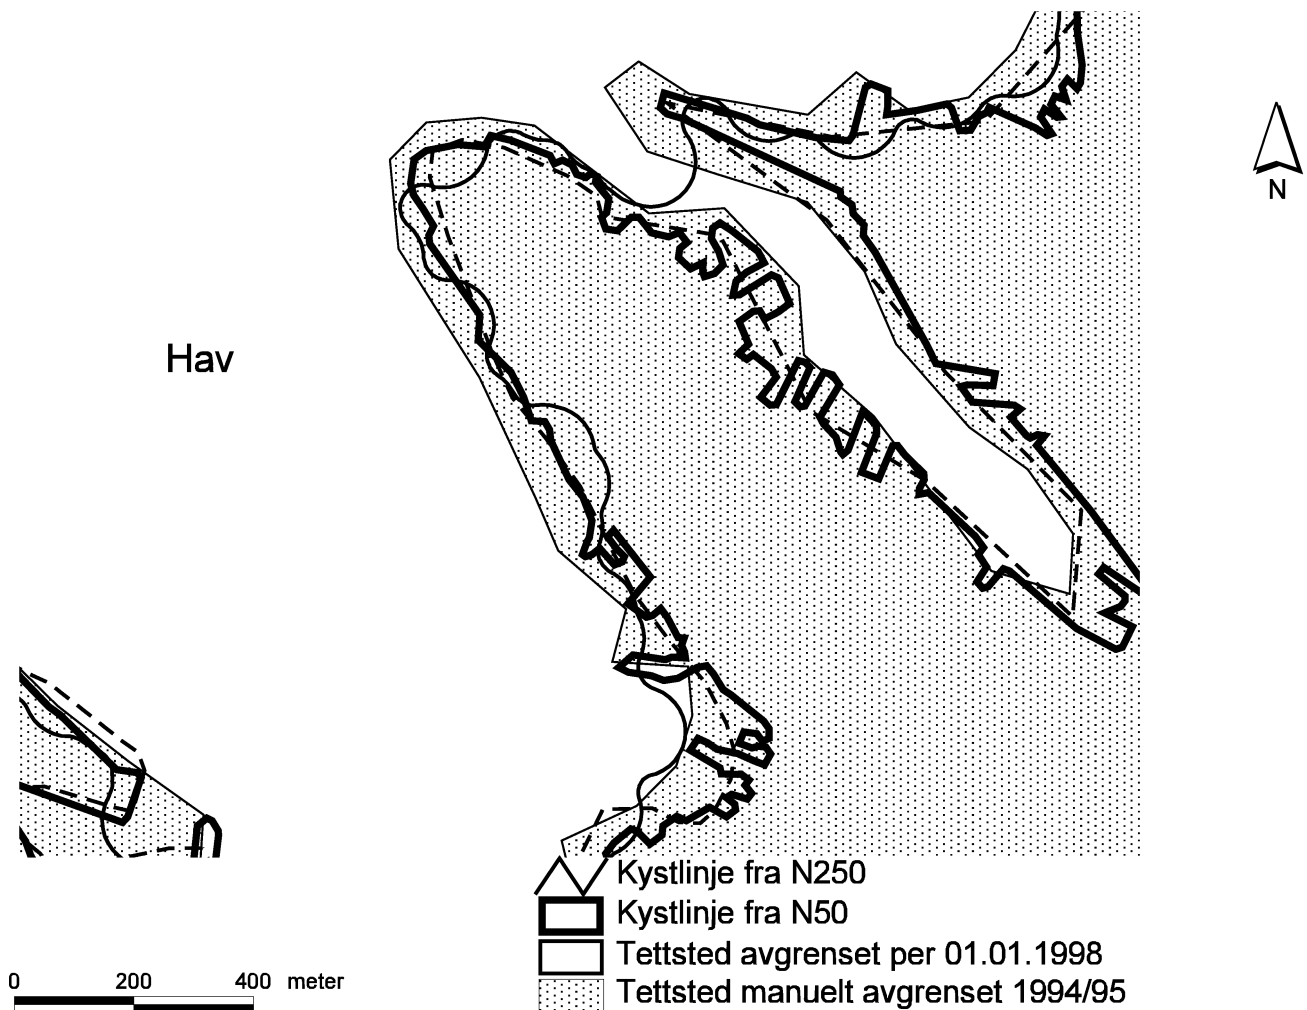 N
Hav
Kystlinje fra N250
Kystlinje fra N50
Tettsted avgrenset per 01.01.1998
Tettsted manuelt avgrenset 1994/95
0 200 400 meter